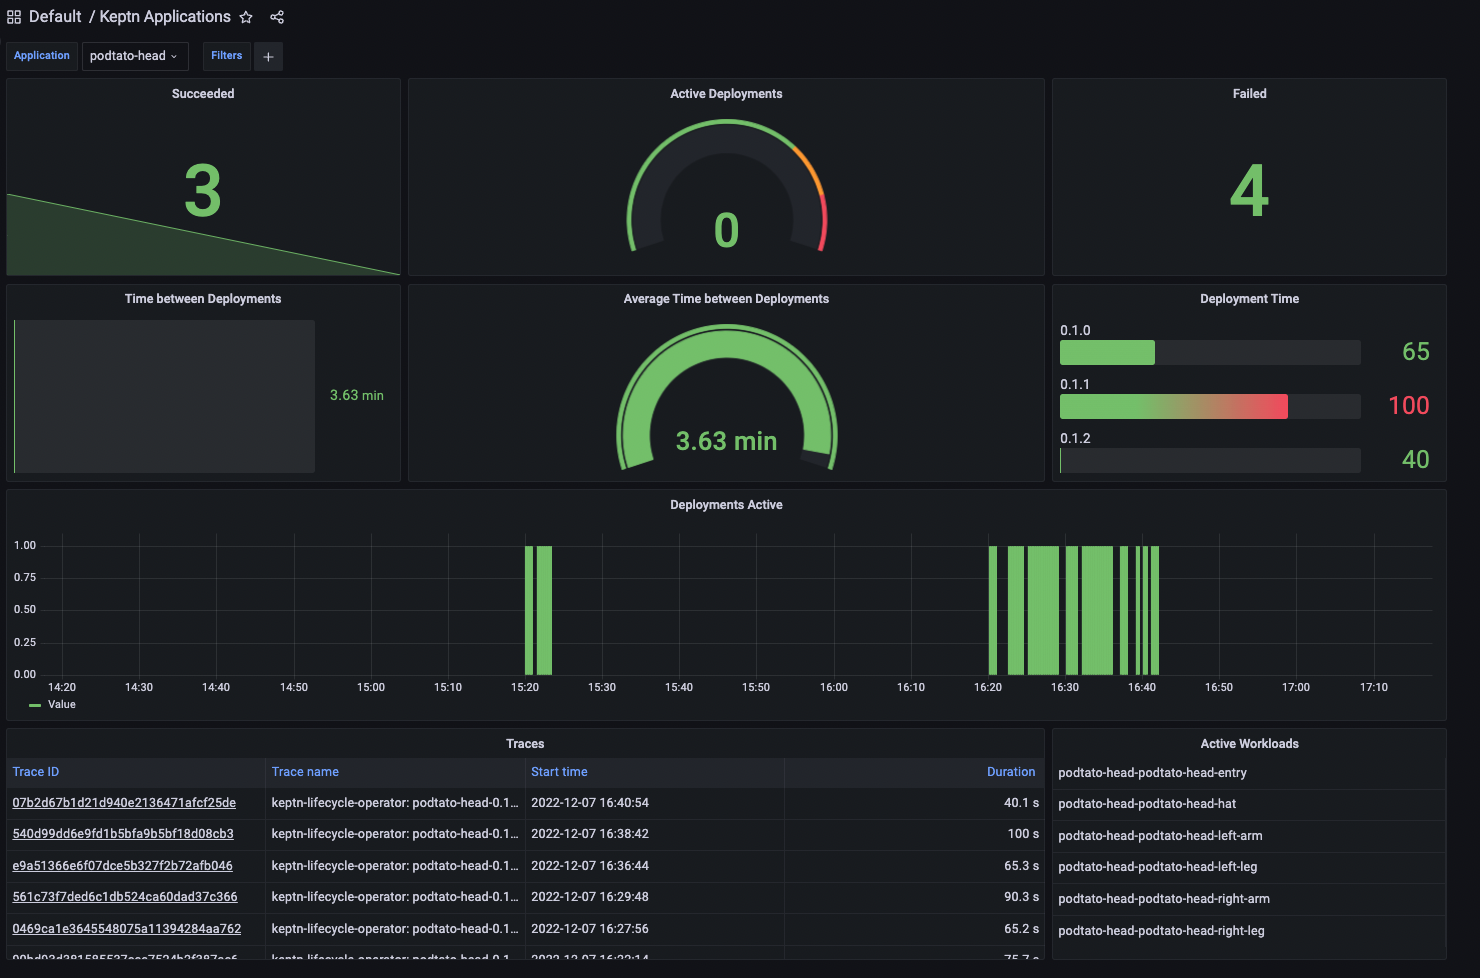 Default / Keptn Applications
Application podtato-head Filters +
Succeeded
3
Active Deployments
0
Failed
4
Time between Deployments
3.63 min
Average Time between Deployments
3.63 min
Deployment Time
0.1.0
65
0.1.1
100
0.1.2
40
Deployments Active
1.00
0.75
0.50
0.25
0.00
14:20 14:30 14:40 14:50 15:00 15:10 15:20 15:30 15:40 15:50 16:00 16:10 16:20 16:30 16:40 16:50 17:00 17:10
Value
Traces
Trace ID Trace name Start time Duration
07b2d67b1d21d940e2136471afcf25de keptn-lifecycle-operator: podtato-head-0.1... 2022-12-07 16:40:54 40.1 s
540d99dd6e9fd1b5bfa9b5bf18d08cb3 keptn-lifecycle-operator: podtato-head-0.1... 2022-12-07 16:38:42 100 s
e9a51366e6f07dce5b327f2b72afb046 keptn-lifecycle-operator: podtato-head-0.1... 2022-12-07 16:36:44 65.3 s
561c73f7ded6c1db524ca60dad37c366 keptn-lifecycle-operator: podtato-head-0.1... 2022-12-07 16:29:48 90.3 s
0469ca1e3645548075a11394284aa762 keptn-lifecycle-operator: podtato-head-0.1... 2022-12-07 16:27:56 65.2 s
keptn-lifecycle-operator: podtato-head-0.1...
Active Workloads
podtato-head-podtato-head-entry
podtato-head-podtato-head-hat
podtato-head-podtato-head-left-arm
podtato-head-podtato-head-left-leg
podtato-head-podtato-head-right-arm
podtato-head-podtato-head-right-leg